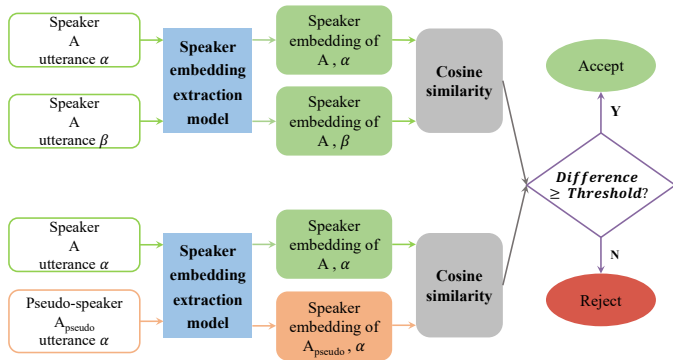 Speaker
A
utterance α
Speaker
embedding
extraction
model
Speaker
embedding of
A , α
Cosine
similarity
Accept
Speaker
A
utterance β
Speaker
embedding of
A , β
Y
Difference
≥ Threshold?
N
Speaker
A
utterance α
Speaker
embedding
extraction
model
Speaker
embedding of
A, α
Cosine
similarity
Reject
Pseudo-speaker
Apseudo
utterance α
Speaker
embedding of
Apseudo, α